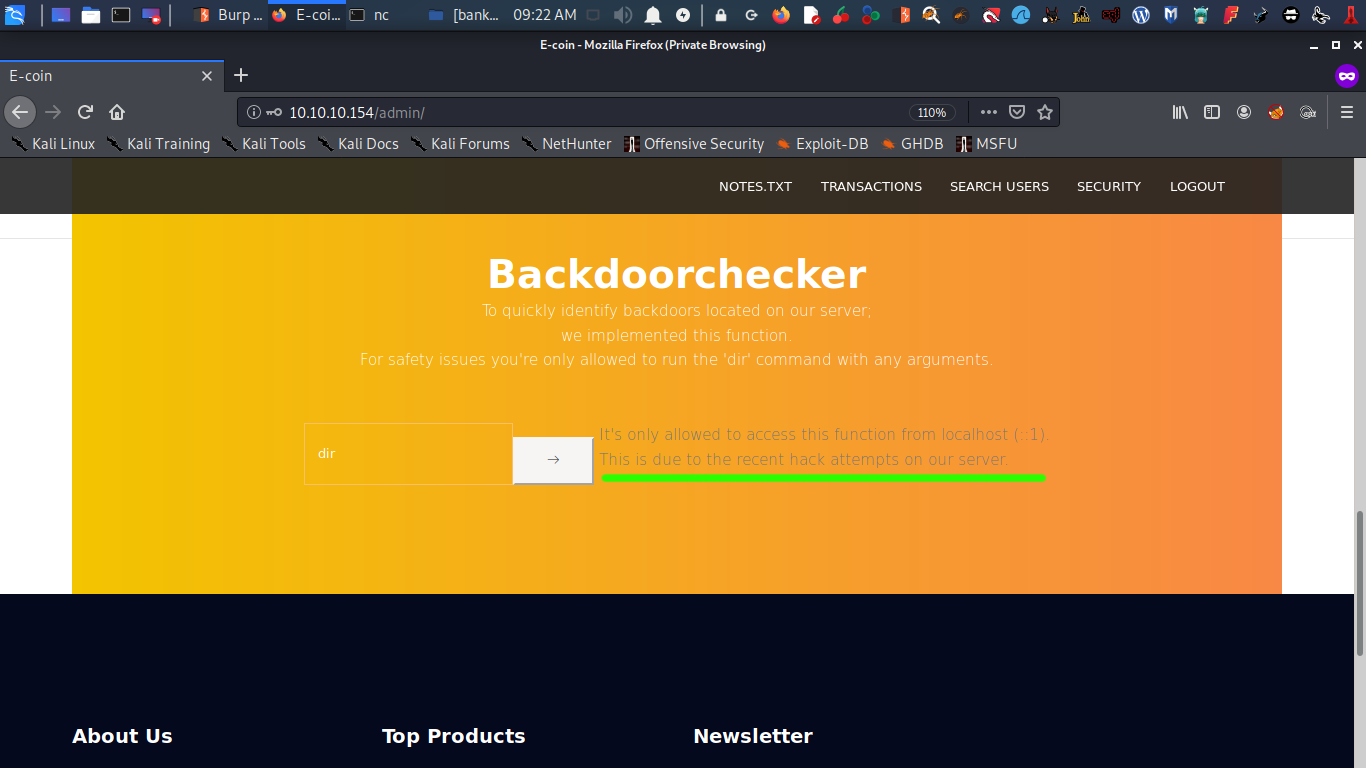 Burp ...
E-coi...
nc
[bank...
09:22 AM
E-coin - Mozilla Firefox (Private Browsing)
E-coin
10.10.10.154/admin/
110%
Kali Linux
Kali Training
Kali Tools
Kali Docs
Kali Forums
NetHunter
Offensive Security
Exploit-DB
GHDB
MSFU
NOTES.TXT
TRANSACTIONS
SEARCH USERS
SECURITY
LOGOUT
Backdoorchecker
To quickly identify backdoors located on our server;
we implemented this function.
For safety issues you're only allowed to run the 'dir' command with any arguments.
dir
→
It's only allowed to access this function from localhost (::1).
This is due to the recent hack attempts on our server.
About Us
Top Products
Newsletter